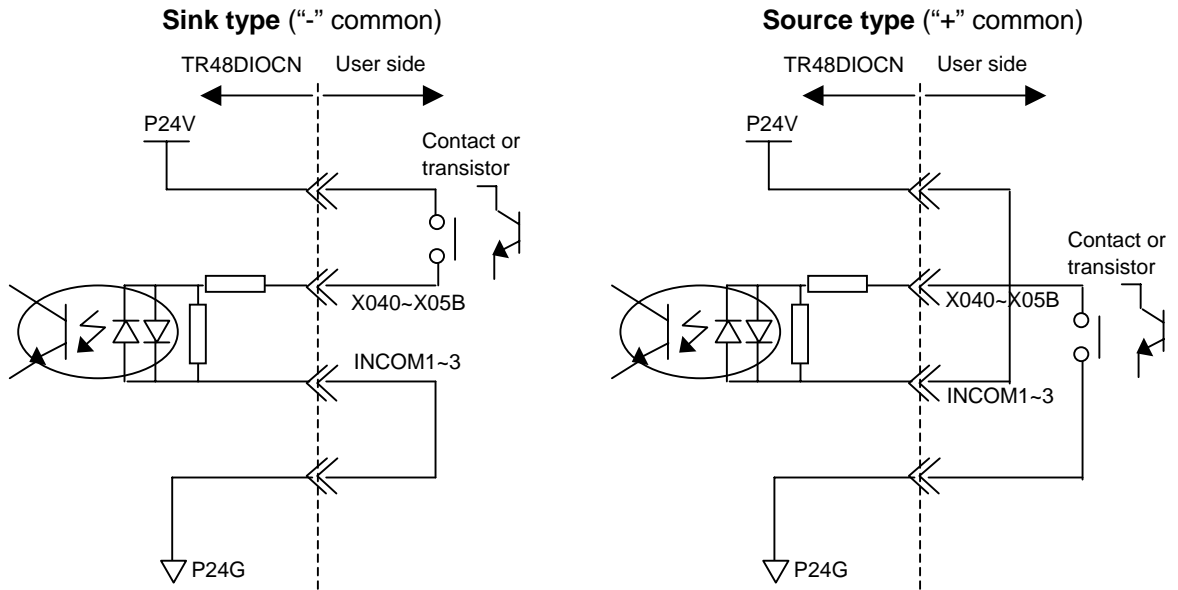 Sink type (“-” common)
TR48DIOCN User side
P24V
Contact or
transistor
X040~X05B
INCOM1~3
P24G
Source type (“+” common)
TR48DIOCN User side
P24V
Contact or
transistor
X040~X05B
INCOM1~3
P24G